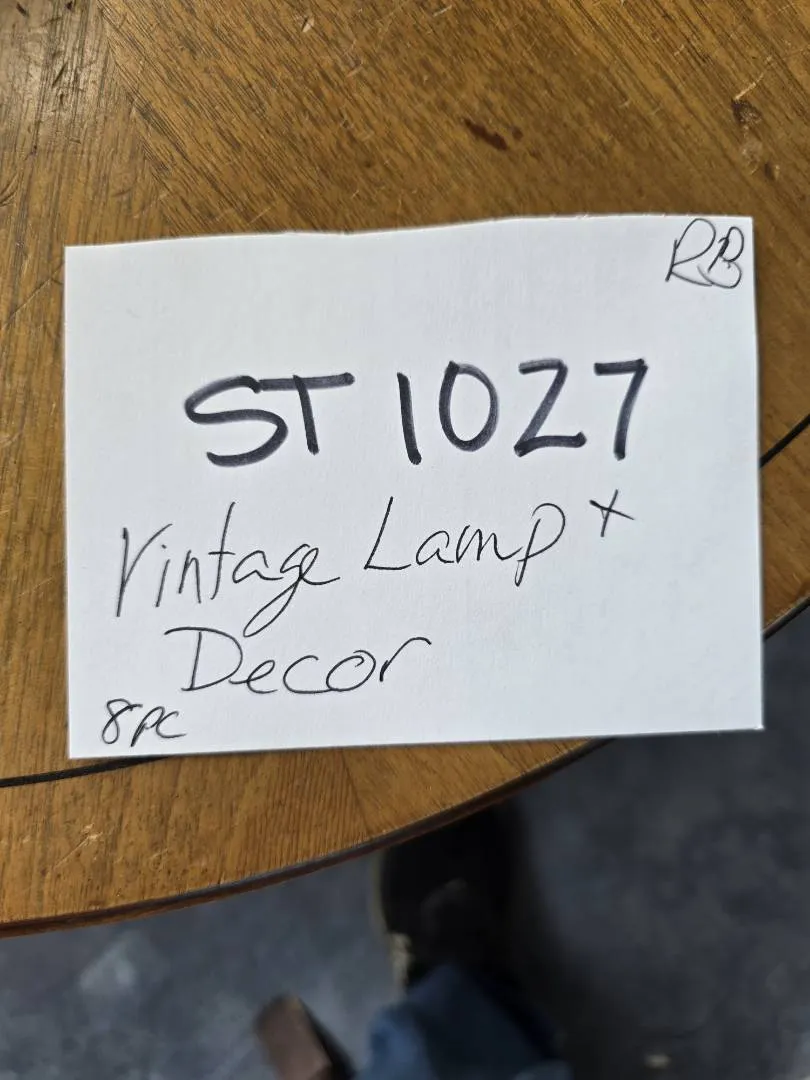 RB
ST 1027
Vintage Lamp +
Decor
8pc